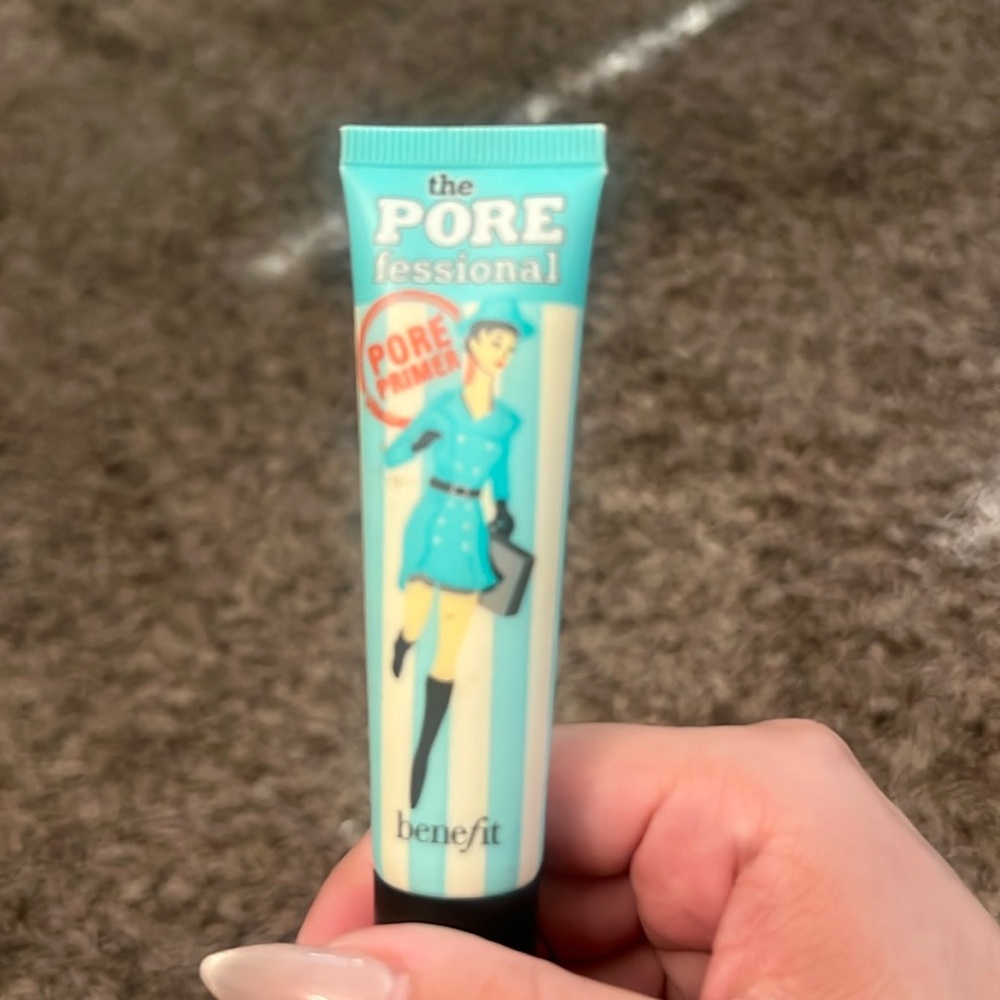 the
PORE
fessional
PORE
PRIMER
benefit